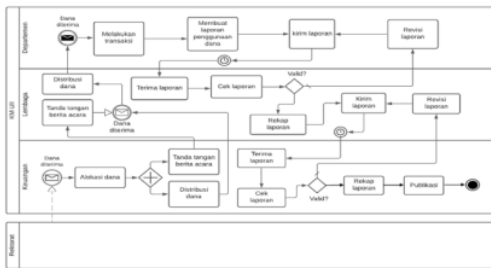 KM UII
Departemen
Dana
diterima
Melakukan
transaksi
Membuat
laporan
penggunaan
dana
kirim laporan
Revisi
laporan
Lembaga
Distribusi
dana
Tanda tangan
berita acara
Dana
diterima
Terima laporan
Cek laporan
Valid?
Rekap
laporan
Kirim
laporan
Revisi
laporan
Keuangan
Dana
diterima
Alokasi dana
Tanda tangan
berita acara
Distribusi
dana
Terima
laporan
Cek
laporan
Valid?
Rekap
laporan
Publikasi
Rektorat